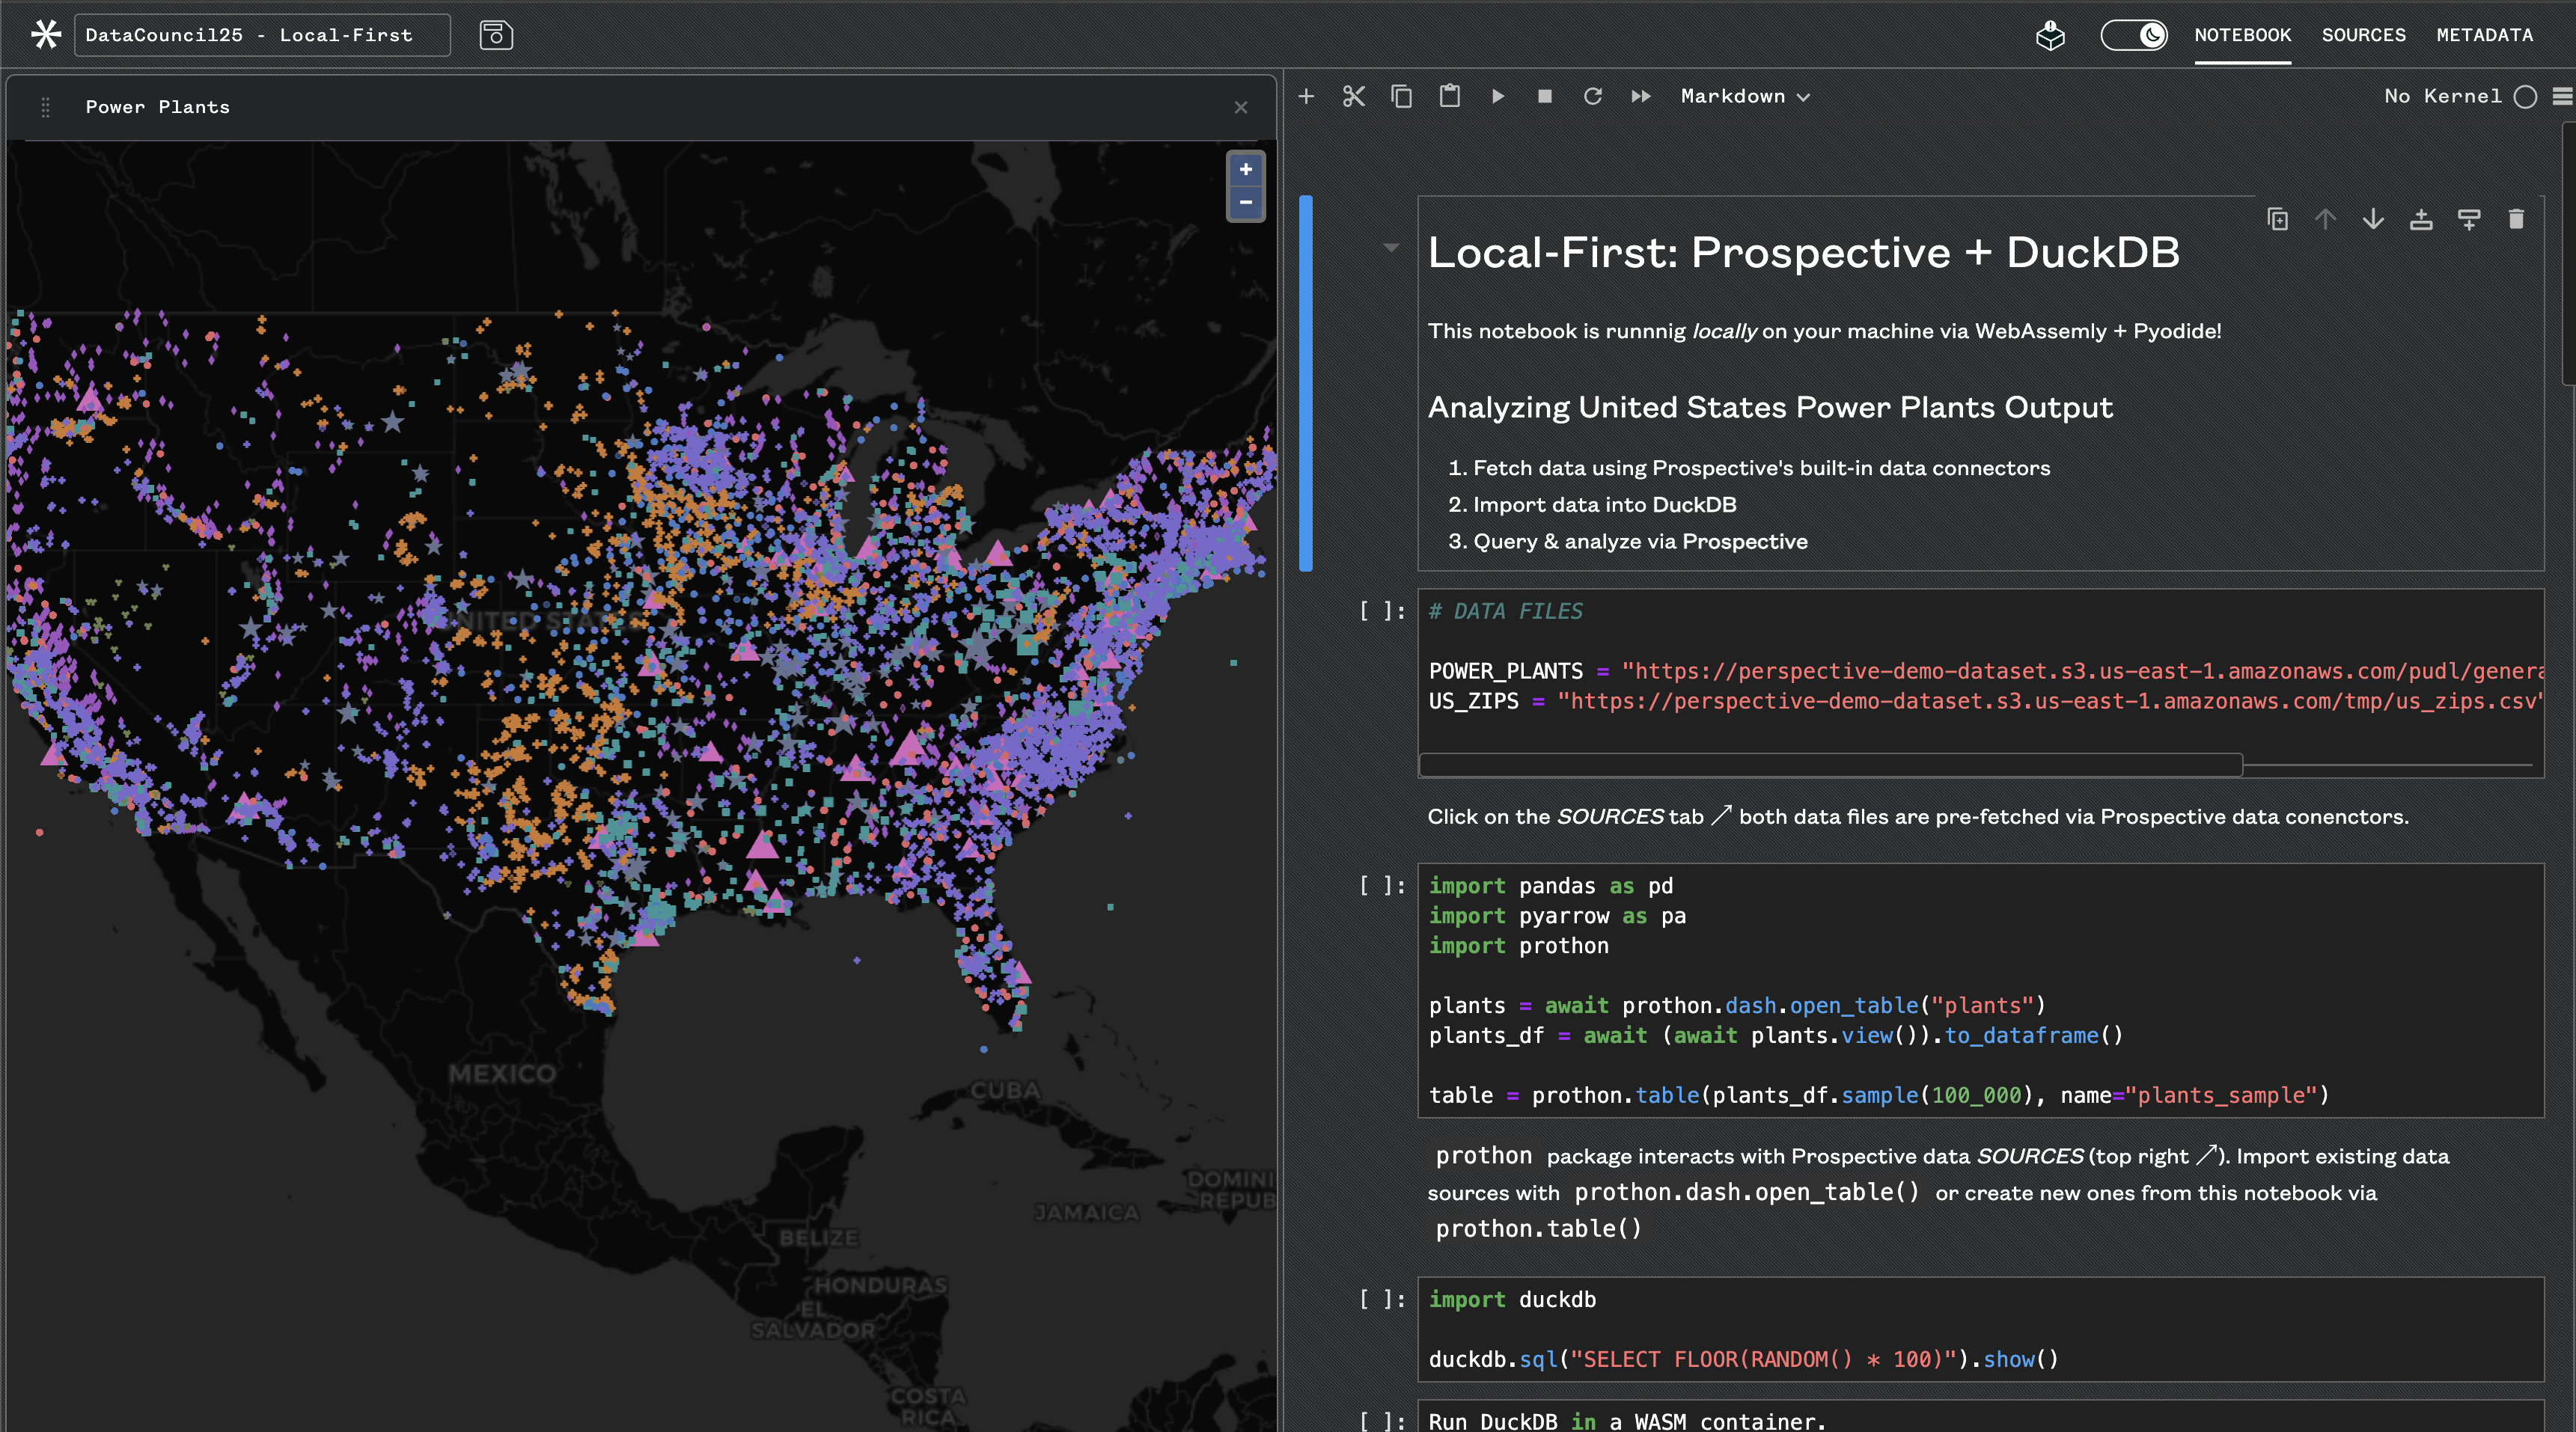 DataCouncil25 - Local-First
NOTEBOOK
SOURCES
METADATA
Power Plants
+
−
UNITED STATES
MEXICO
CUBA
JAMAICA
DOMINI
REPUB
BELIZE
HONDURAS
EL
SALVADOR
COSTA
RICA
Markdown
No Kernel
Local-First: Prospective + DuckDB
This notebook is runnnig locally on your machine via WebAssemly + Pyodide!
Analyzing United States Power Plants Output
1. Fetch data using Prospective's built-in data connectors
2. Import data into DuckDB
3. Query & analyze via Prospective
[ ]:
# DATA FILES
POWER_PLANTS = "https://perspective-demo-dataset.s3.us-east-1.amazonaws.com/pudl/genera
US_ZIPS = "https://perspective-demo-dataset.s3.us-east-1.amazonaws.com/tmp/us_zips.csv"
Click on the SOURCES tab ↗ both data files are pre-fetched via Prospective data conenctors.
[ ]:
import pandas as pd
import pyarrow as pa
import prothon
plants = await prothon.dash.open_table("plants")
plants_df = await (await plants.view()).to_dataframe()
table = prothon.table(plants_df.sample(100_000), name="plants_sample")
prothon package interacts with Prospective data SOURCES (top right ↗). Import existing data
sources with prothon.dash.open_table() or create new ones from this notebook via
prothon.table()
[ ]:
import duckdb
duckdb.sql("SELECT FLOOR(RANDOM() * 100)").show()
[ ]:
Run DuckDB in a WASM container.